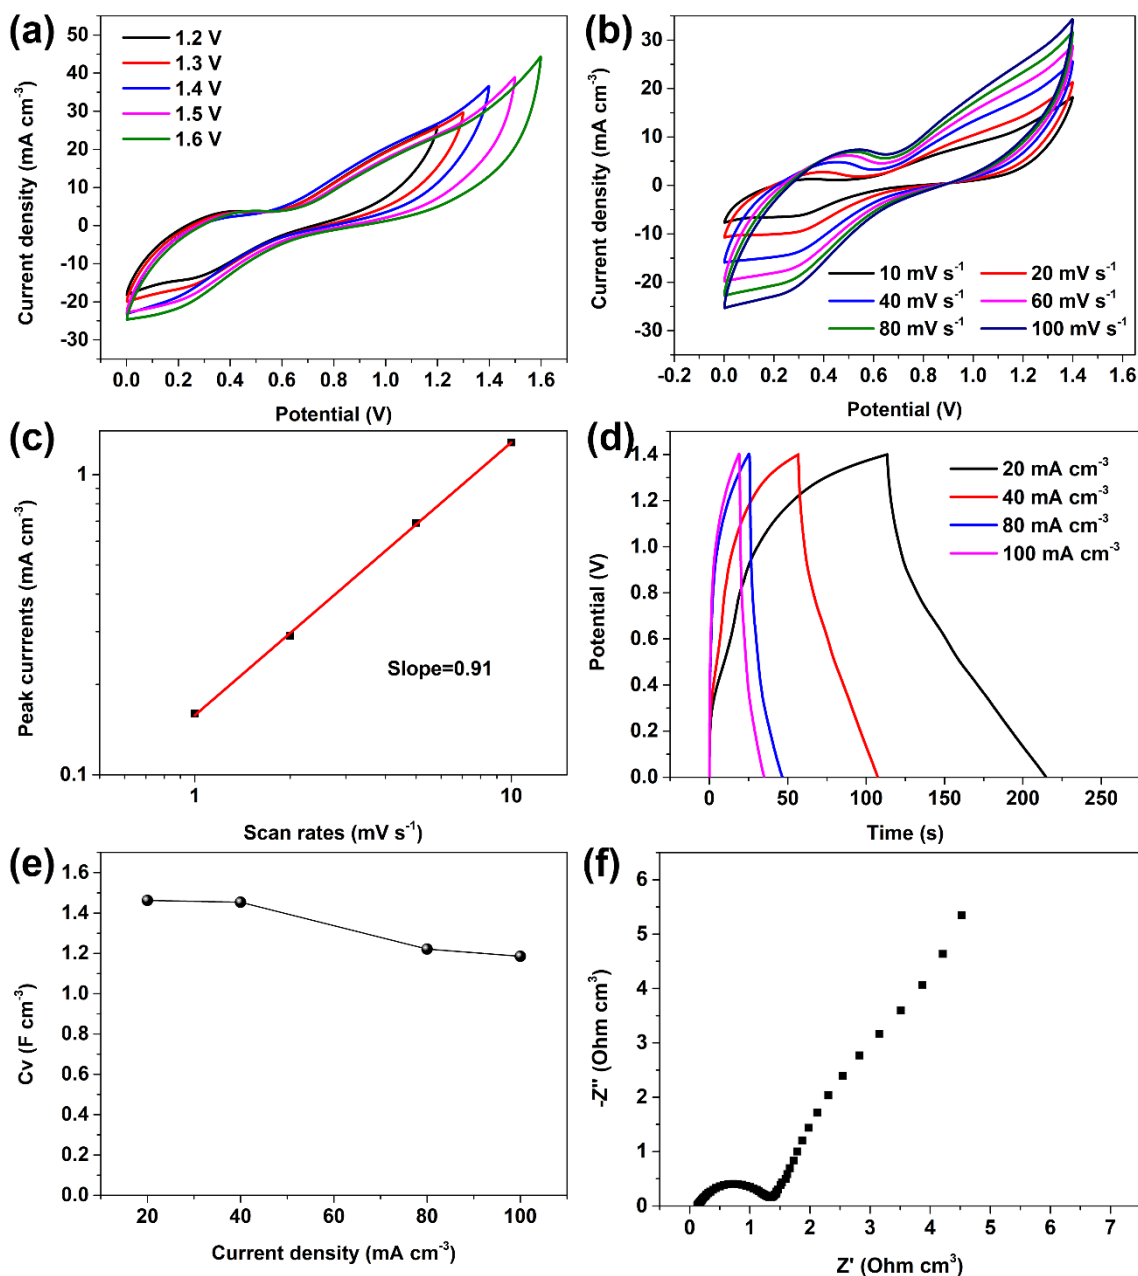 (a)
1.2 V
1.3 V
1.4 V
1.5 V
1.6 V
50
40
30
20
10
0
-10
-20
-30
0.0 0.2 0.4 0.6 0.8 1.0 1.2 1.4 1.6
Potential (V)
Current density (mA cm⁻³)
(b)
30
20
10
0
-10
-20
-30
10 mV s⁻¹ 20 mV s⁻¹
40 mV s⁻¹ 60 mV s⁻¹
80 mV s⁻¹ 100 mV s⁻¹
-0.2 0.0 0.2 0.4 0.6 0.8 1.0 1.2 1.4 1.6
Potential (V)
Current density (mA cm⁻³)
(c)
1
0.1
Slope=0.91
1 10
Scan rates (mV s⁻¹)
Peak currrents (mA cm⁻³)
(d)
20 mA cm⁻³
40 mA cm⁻³
80 mA cm⁻³
100 mA cm⁻³
1.4
1.2
1.0
0.8
0.6
0.4
0.2
0.0
0 50 100 150 200 250
Time (s)
Potential (V)
(e)
1.6
1.4
1.2
1.0
0.8
0.6
0.4
0.2
0.0
20 40 60 80 100
Current density (mA cm⁻³)
Cv (F cm⁻³)
(f)
6
5
4
3
2
1
0
0 1 2 3 4 5 6 7
Z' (Ohm cm³)
-Z'' (Ohm cm³)